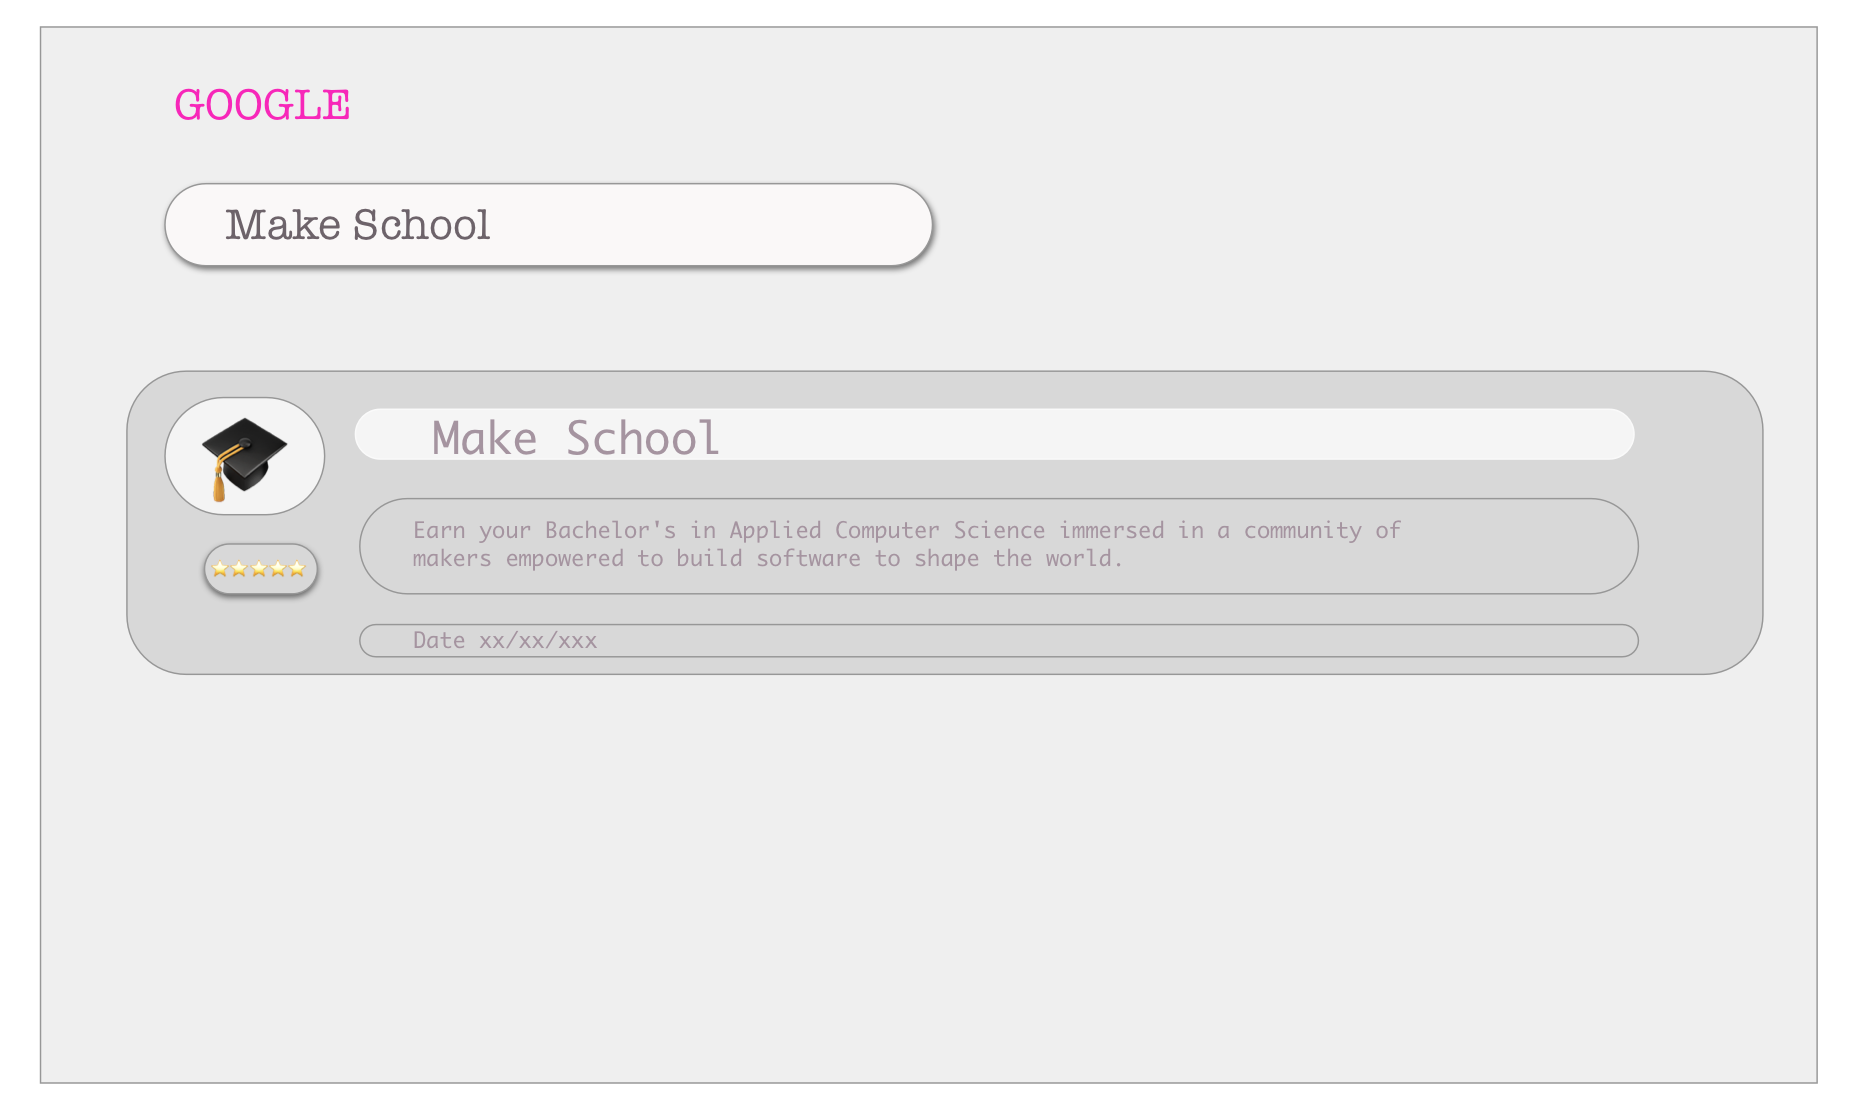 GOOGLE
Make School
Make School
Earn your Bachelor's in Applied Computer Science immersed in a community of
makers empowered to build software to shape the world.
Date xx/xx/xxx